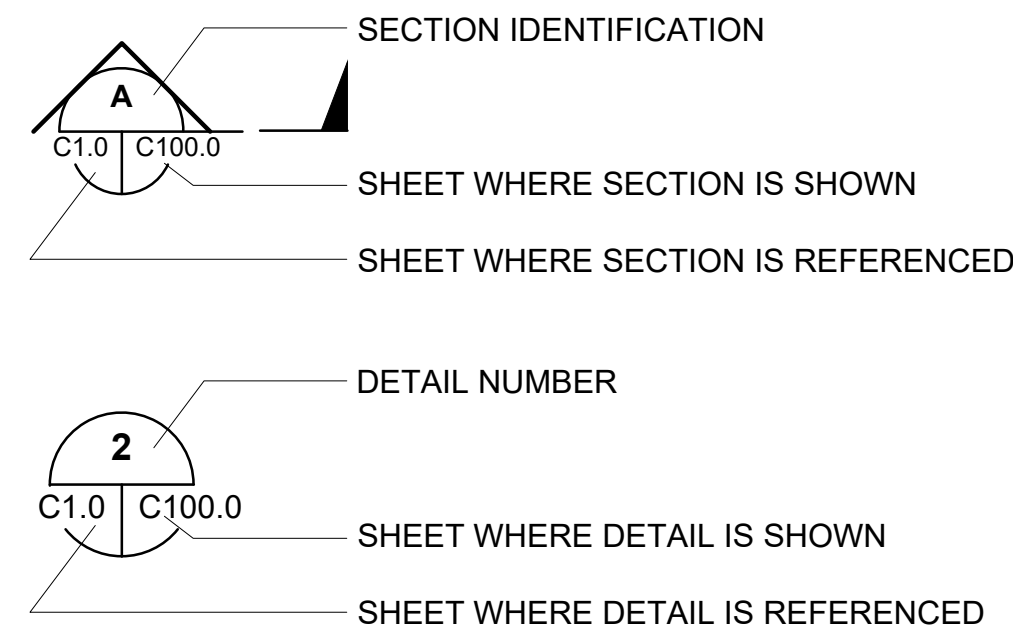 SECTION IDENTIFICATION
A
C1.0 C100.0
SHEET WHERE SECTION IS SHOWN
SHEET WHERE SECTION IS REFERENCED
DETAIL NUMBER
2
C1.0 C100.0
SHEET WHERE DETAIL IS SHOWN
SHEET WHERE DETAIL IS REFERENCED